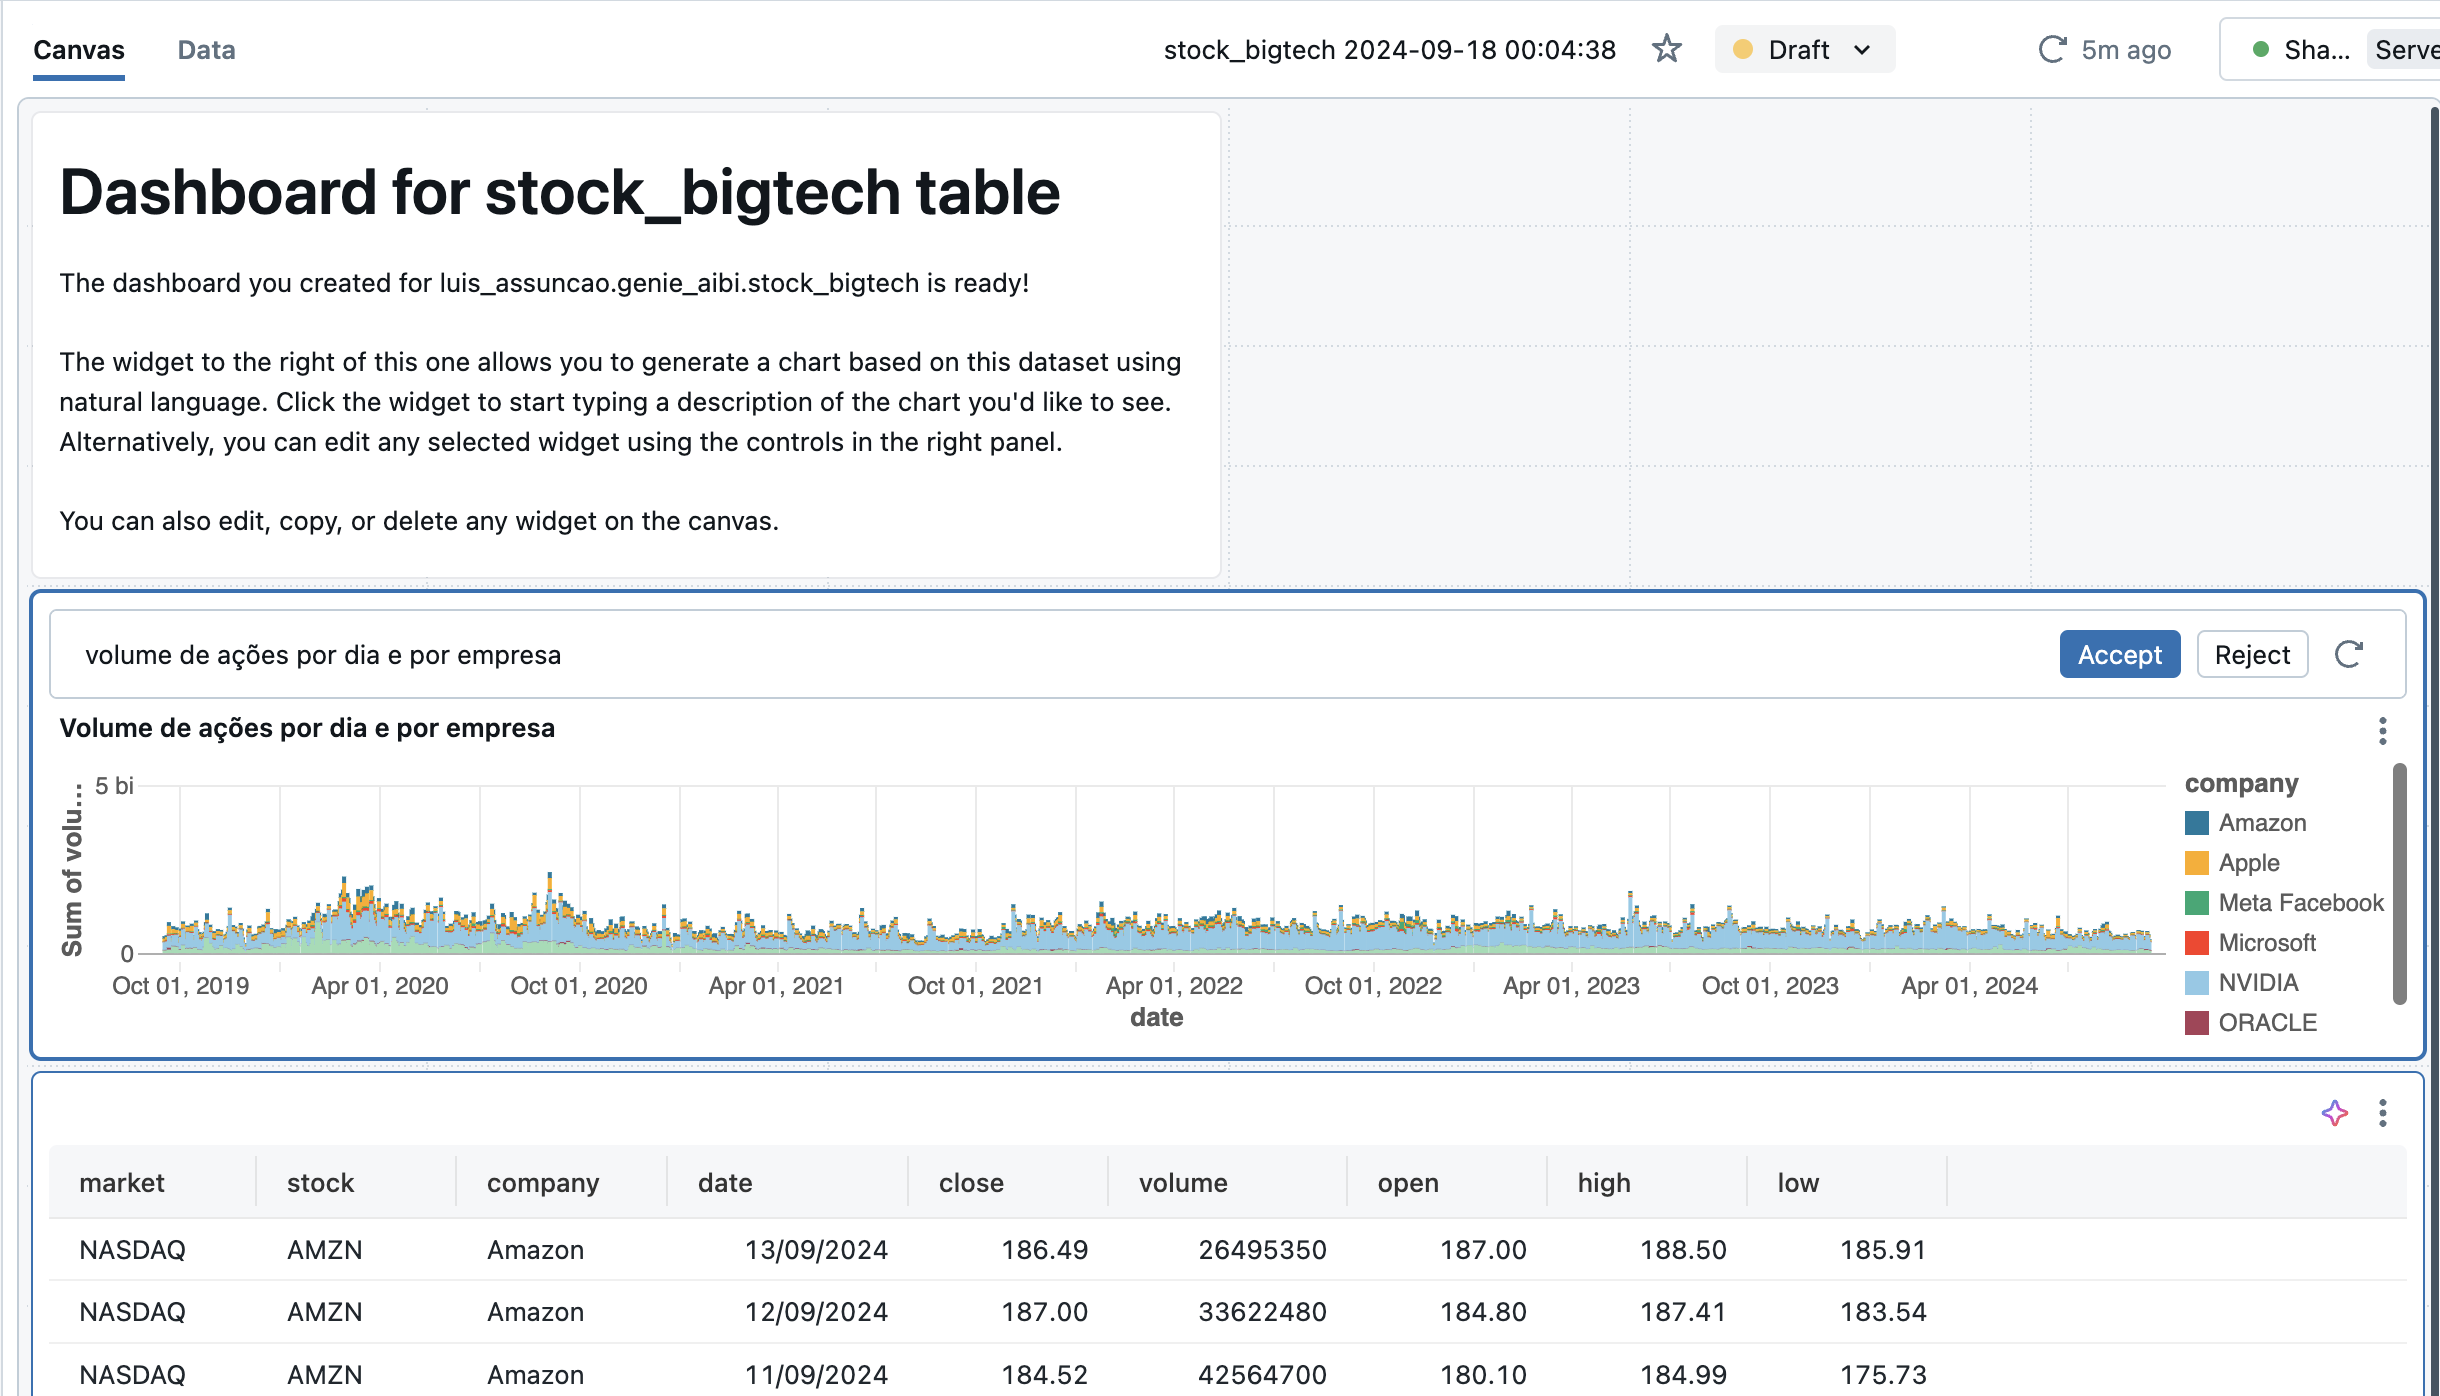 Canvas Data stock_bigtech 2024-09-18 00:04:38 Draft 5m ago Sha... Serve
Dashboard for stock_bigtech table
The dashboard you created for luis_assuncao.genie_aibi.stock_bigtech is ready!
The widget to the right of this one allows you to generate a chart based on this dataset using
natural language. Click the widget to start typing a description of the chart you'd like to see.
Alternatively, you can edit any selected widget using the controls in the right panel.
You can also edit, copy, or delete any widget on the canvas.
volume de ações por dia e por empresa Accept Reject
Volume de ações por dia e por empresa
Sum of volu...
5 bi
0
Oct 01, 2019 Apr 01, 2020 Oct 01, 2020 Apr 01, 2021 Oct 01, 2021 Apr 01, 2022 Oct 01, 2022 Apr 01, 2023 Oct 01, 2023 Apr 01, 2024
date
company
Amazon
Apple
Meta Facebook
Microsoft
NVIDIA
ORACLE
market stock company date close volume open high low
NASDAQ AMZN Amazon 13/09/2024 186.49 26495350 187.00 188.50 185.91
NASDAQ AMZN Amazon 12/09/2024 187.00 33622480 184.80 187.41 183.54
NASDAQ AMZN Amazon 11/09/2024 184.52 42564700 180.10 184.99 175.73